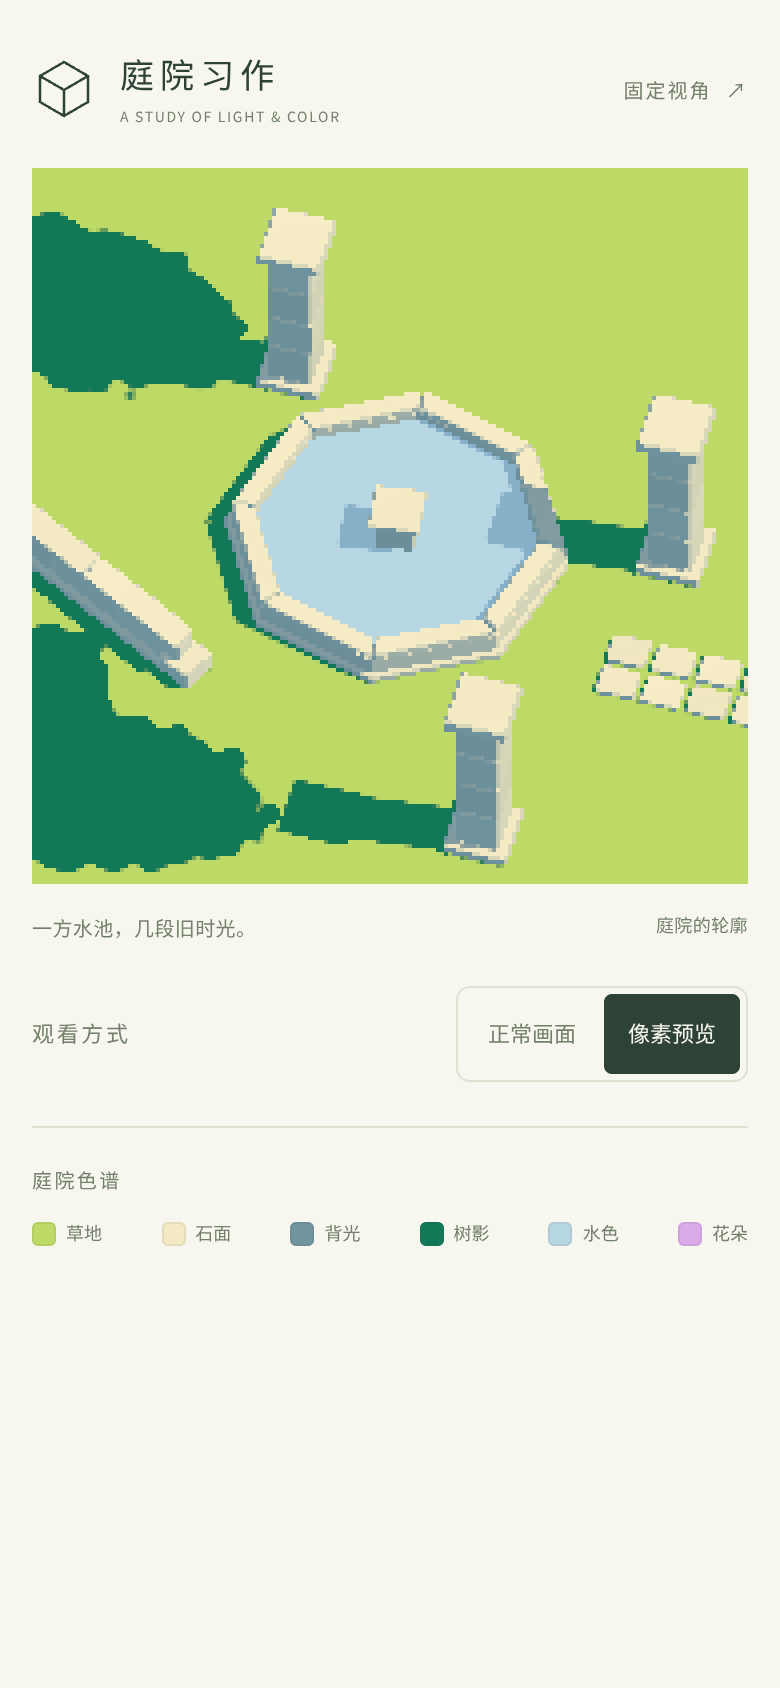 庭院习作
A STUDY OF LIGHT & COLOR
固定视角 ↗
一方水池，几段旧时光。
庭院的轮廓
观看方式
正常画面
像素预览
庭院色谱
草地
石面
背光
树影
水色
花朵